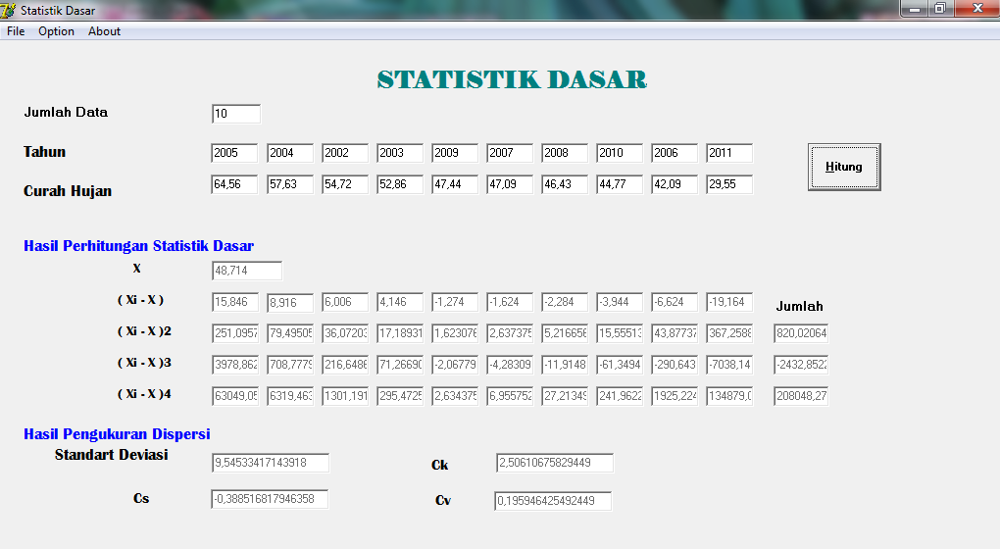 Statistik Dasar
File Option About
STATISTIK DASAR
Jumlah Data 10
Tahun 2005 2004 2002 2003 2009 2007 2008 2010 2006 2011
Hitung
Curah Hujan 64,56 57,63 54,72 52,86 47,44 47,09 46,43 44,77 42,09 29,55
Hasil Perhitungan Statistik Dasar
X 48,714
( Xi - X ) 15,846 8,916 6,006 4,146 -1,274 -1,624 -2,284 -3,944 -6,624 -19,164
Jumlah
( Xi - X )2 251,0957 79,49505 36,07203 17,18931 1,623076 2,637375 5,216656 15,55513 43,87737 367,2588 820,02064
( Xi - X )3 3978,862 708,7779 216,6486 71,26690 -2,06779 -4,28309 -11,9148 -61,3494 -290,643 -7038,14 -2432,8522
( Xi - X )4 63049,05 6319,463 1301,191 295,4725 2,634375 6,955752 27,21349 241,9622 1925,224 134879,0 208048,27
Hasil Pengukuran Dispersi
Standart Deviasi 9,54533417143918 Ck 2,50610675829449
Cs -0,388516817946358 Cv 0,195946425492449